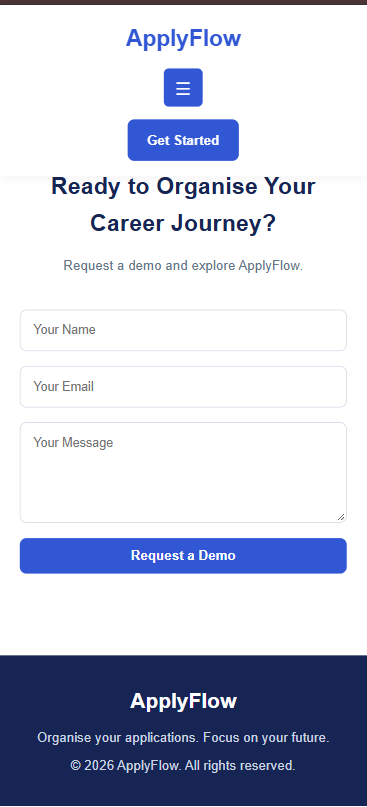 ApplyFlow
☰
Get Started
Ready to Organise Your
Career Journey?
Request a demo and explore ApplyFlow.
Your Name
Your Email
Your Message
Request a Demo
ApplyFlow
Organise your applications. Focus on your future.
© 2026 ApplyFlow. All rights reserved.